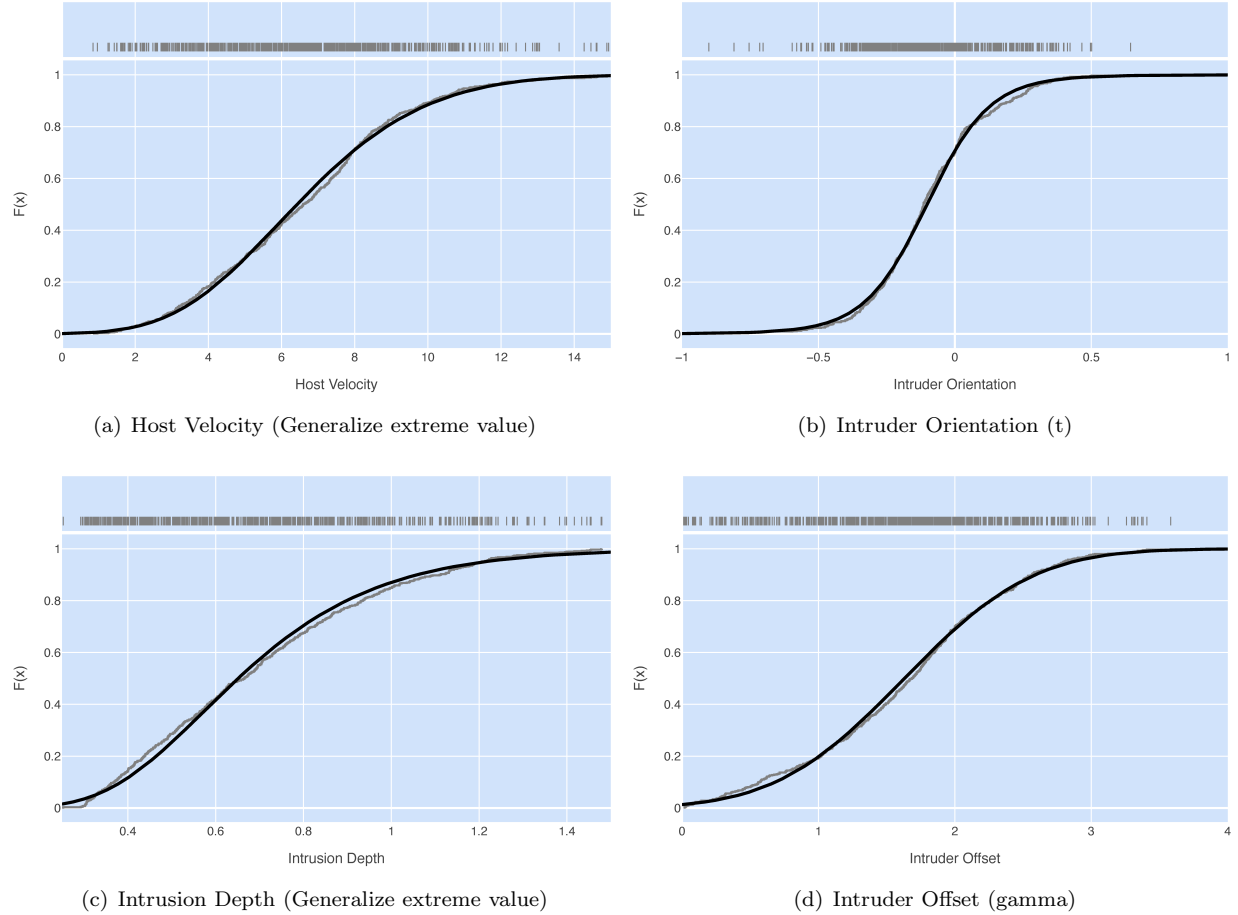 1
0.8
0.6
0.4
0.2
0
F(x)
0 2 4 6 8 10 12 14
Host Velocity
(a) Host Velocity (Generalize extreme value)
1
0.8
0.6
0.4
0.2
0
F(x)
−1 −0.5 0 0.5 1
Intruder Orientation
(b) Intruder Orientation (t)
1
0.8
0.6
0.4
0.2
0
F(x)
0.4 0.6 0.8 1 1.2 1.4
Intrusion Depth
(c) Intrusion Depth (Generalize extreme value)
1
0.8
0.6
0.4
0.2
0
F(x)
0 1 2 3 4
Intruder Offset
(d) Intruder Offset (gamma)